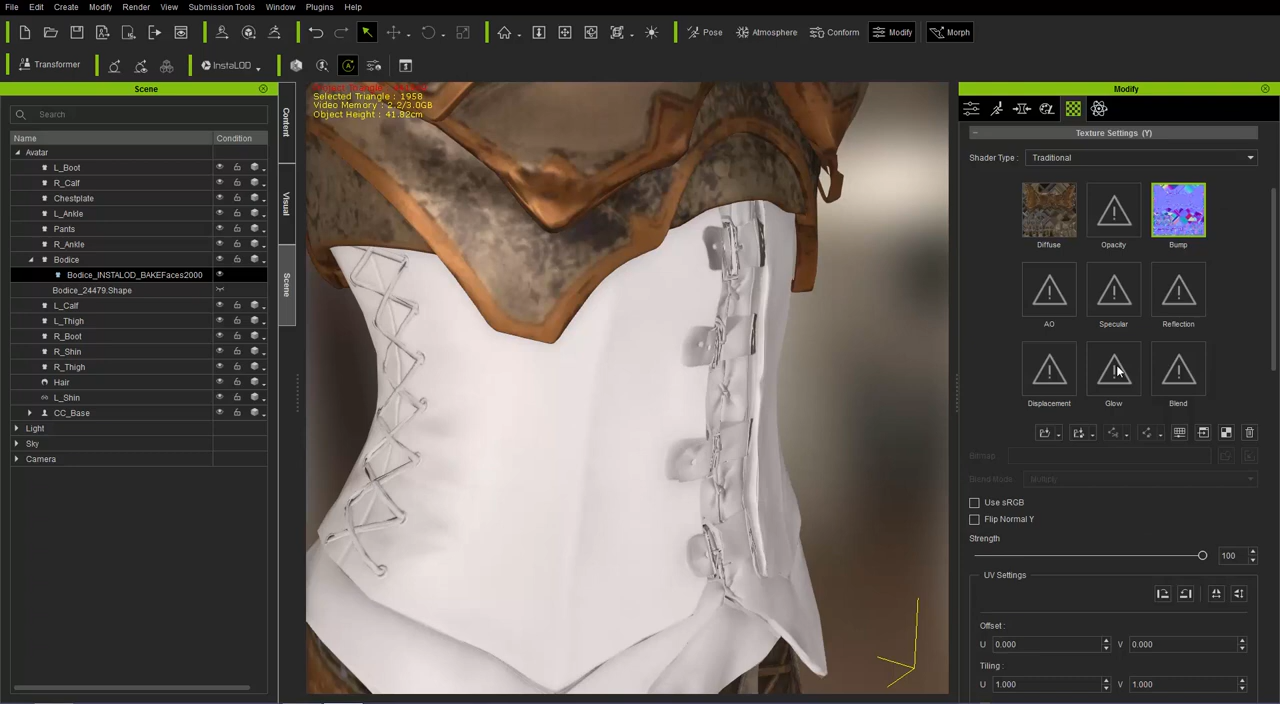 File Edit Create Modify Render View Submission Tools Window Plugins Help
Pose Atmosphere Conform Modify Morph
Transformer InstaLOD
Scene
Search
Name Condition
Avatar
L_Boot
R_Calf
Chestplate
L_Ankle
Pants
R_Ankle
Bodice
Bodice_INSTALOD_BAKEFaces2000
Bodice_24479.Shape
L_Calf
L_Thigh
R_Boot
R_Shin
R_Thigh
Hair
L_Shin
CC_Base
Light
Sky
Camera
Content
Visual
Scene
Selected Triangle : 1958
Video Memory : 2.2/3.0GB
Object Height : 41.82cm
Modify
Texture Settings (Y)
Shader Type : Traditional
Diffuse Opacity Bump
AO Specular Reflection
Displacement Glow Blend
Bitmap:
Blend Mode: Multiply
Use sRGB
Flip Normal Y
Strength
100
UV Settings
Offset :
U 0.000 V 0.000
Tiling :
U 1.000 V 1.000